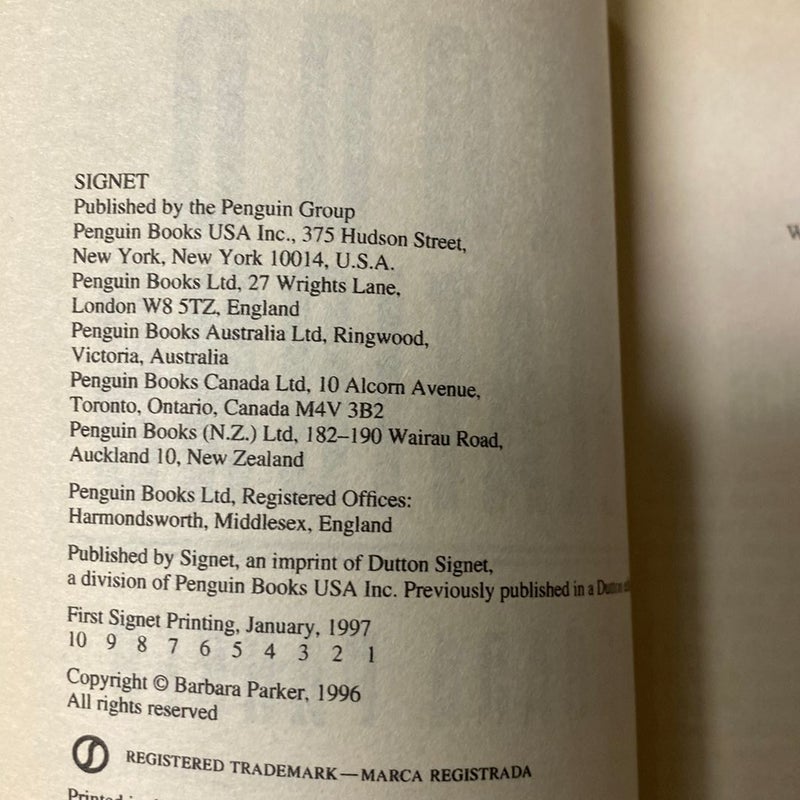 SIGNET
Published by the Penguin Group
Penguin Books USA Inc., 375 Hudson Street,
New York, New York 10014, U.S.A.
Penguin Books Ltd, 27 Wrights Lane,
London W8 5TZ, England
Penguin Books Australia Ltd, Ringwood,
Victoria, Australia
Penguin Books Canada Ltd, 10 Alcorn Avenue,
Toronto, Ontario, Canada M4V 3B2
Penguin Books (N.Z.) Ltd, 182–190 Wairau Road,
Auckland 10, New Zealand
Penguin Books Ltd, Registered Offices:
Harmondsworth, Middlesex, England
Published by Signet, an imprint of Dutton Signet,
a division of Penguin Books USA Inc. Previously published in a Dutton
First Signet Printing, January, 1997
10 9 8 7 6 5 4 3 2 1
Copyright © Barbara Parker, 1996
All rights reserved
REGISTERED TRADEMARK—MARCA REGISTRADA